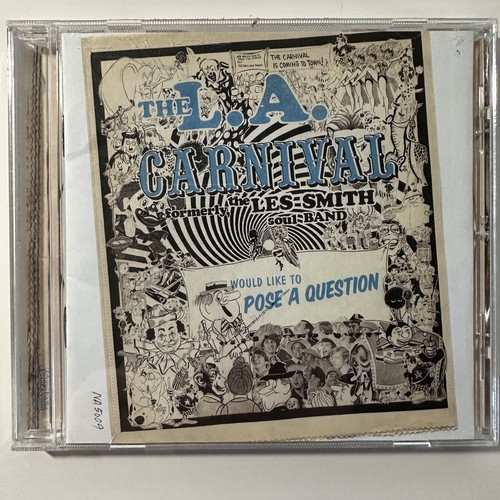 THE CARNIVAL
IS COMING TO TOWN!
THE L.A.
CARNIVAL
formerly, the LES-SMITH
soul-BAND
WOULD LIKE TO
POSE A QUESTION
NA5009